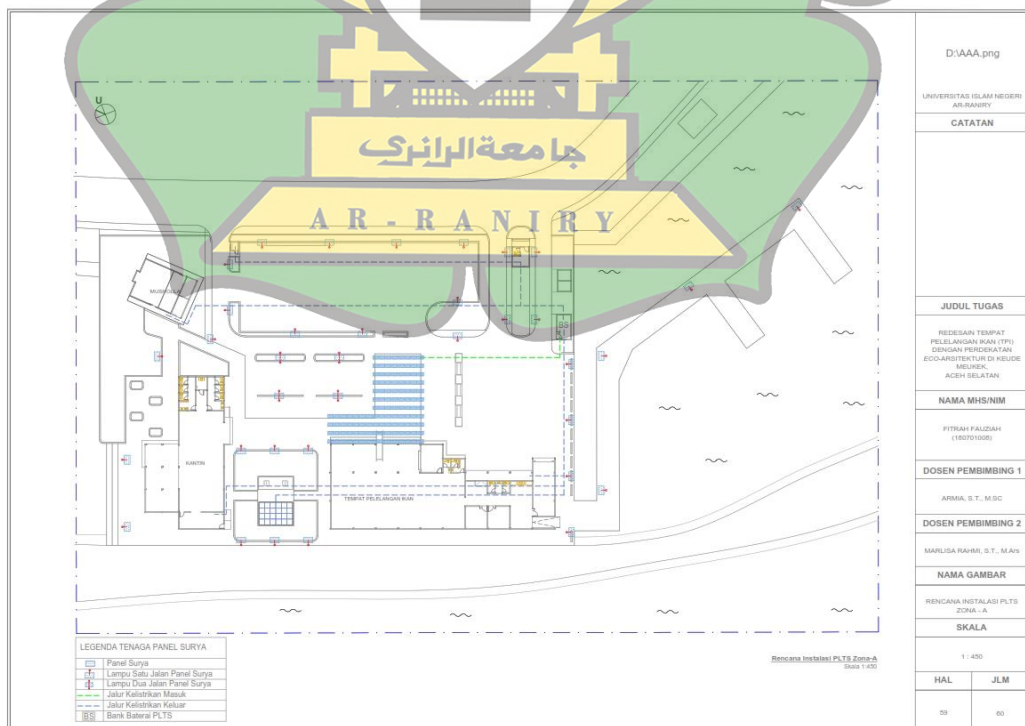 U
جامعة الرانري
AR-RANIRY
MUSHOLLA
BS
KANTIN
TEMPAT PELELANGAN IKAN
LEGENDA TENAGA PANEL SURYA
Panel Surya
Lampu Satu Jalan Panel Surya
Lampu Dua Jalan Panel Surya
Jalur Kelistrikan Masuk
Jalur Kelistrikan Keluar
BS Bank Baterai PLTS
Rencana Instalasi PLTS Zona-A
Skala 1:450
D:\AAA.png
UNIVERSITAS ISLAM NEGERI
AR-RANIRY
CATATAN
JUDUL TUGAS
REDESAIN TEMPAT
PELELANGAN IKAN (TPI)
DENGAN PERDEKATAN
ECO-ARSITEKTUR DI KEUDE
MEUKEK,
ACEH SELATAN
NAMA MHS/NIM
FITRAH FAUZIAH
(160701008)
DOSEN PEMBIMBING 1
ARMIA, S.T., M.SC
DOSEN PEMBIMBING 2
MARLISA RAHMI, S.T., M.Ars
NAMA GAMBAR
RENCANA INSTALASI PLTS
ZONA - A
SKALA
1 : 450
HAL JLM
59 60